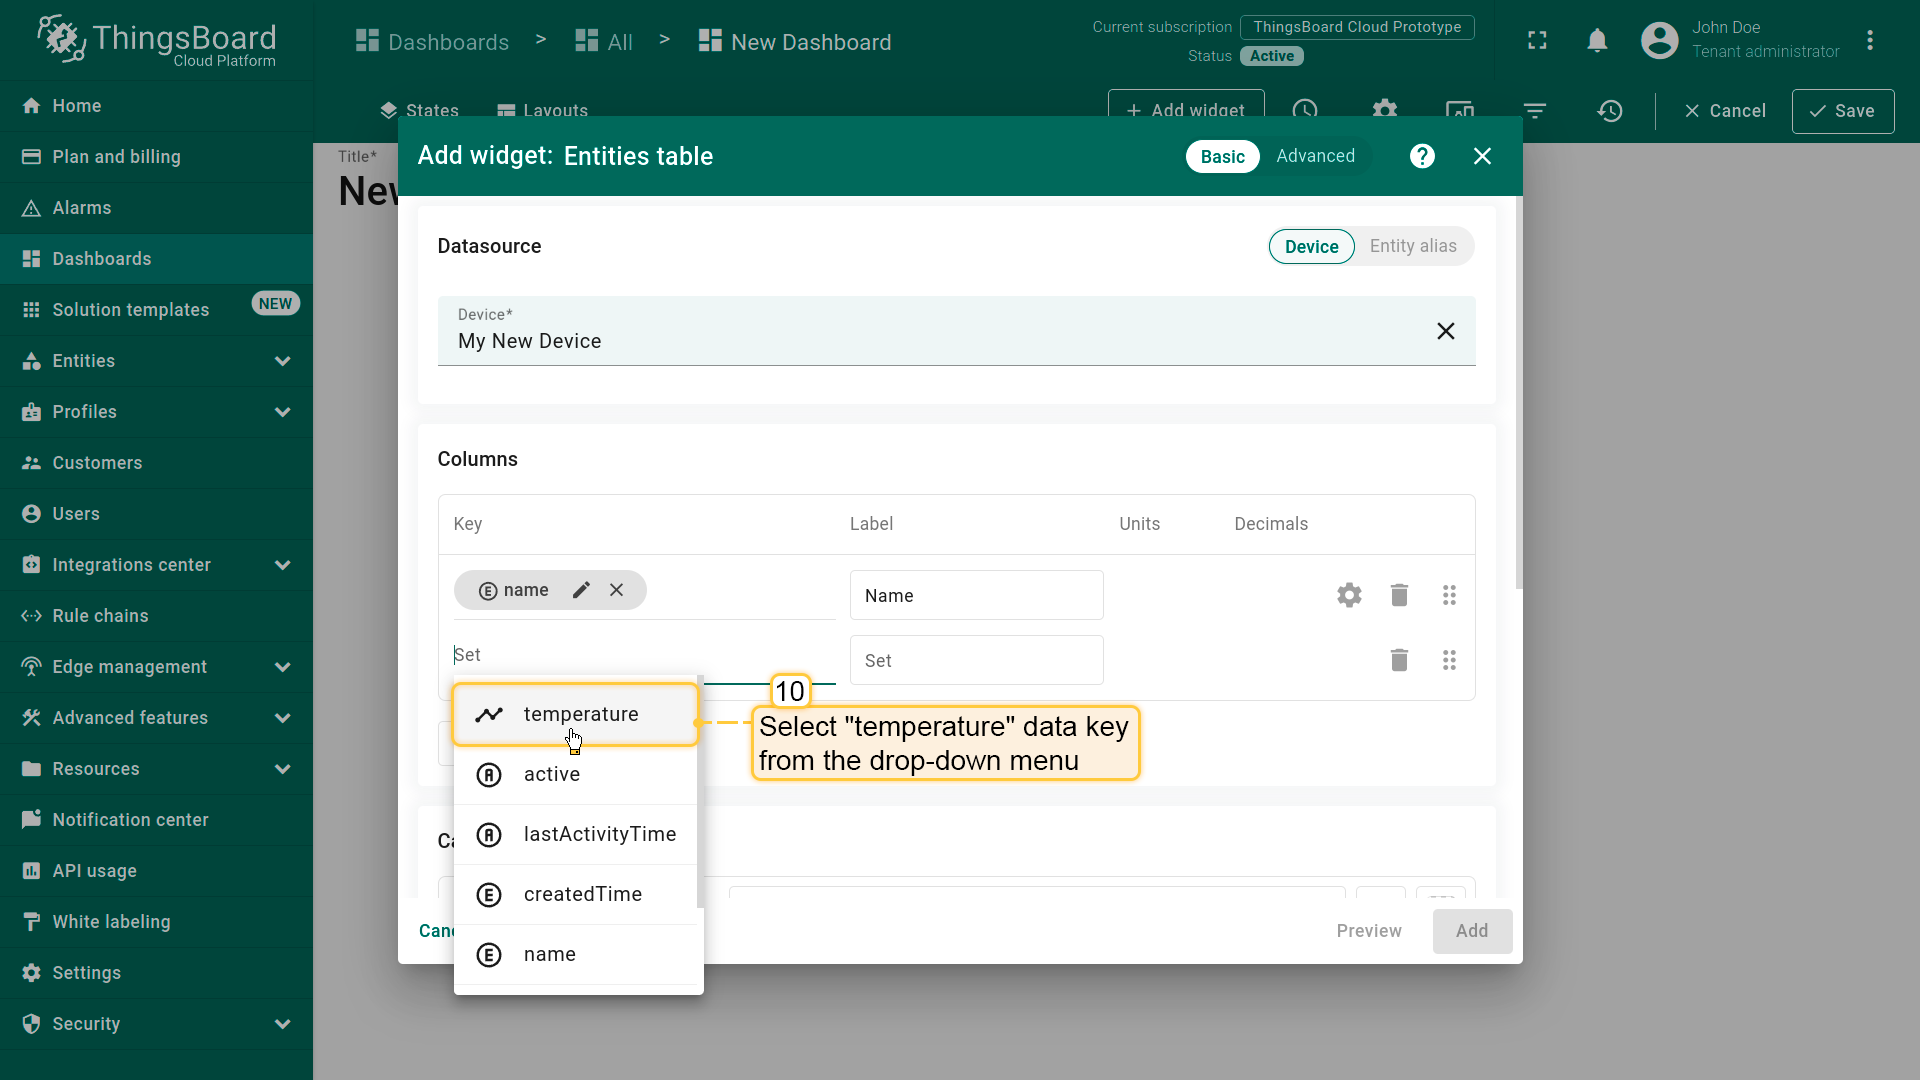 ThingsBoard
Cloud Platform
Dashboards > All > New Dashboard
Current subscription ThingsBoard Cloud Prototype
Status Active
John Doe
Tenant administrator
Home
Plan and billing
Alarms
Dashboards
Solution templates NEW
Entities
Profiles
Customers
Users
Integrations center
Rule chains
Edge management
Advanced features
Resources
Notification center
API usage
White labeling
Settings
Security
States Layouts Add widget Cancel Save
Title*
New
Add widget: Entities table Basic Advanced
Datasource Device Entity alias
Device*
My New Device
Columns
Key Label Units Decimals
name Name
Set Set
temperature
active
lastActivityTime
createdTime
name
10
Select "temperature" data key
from the drop-down menu
Preview Add